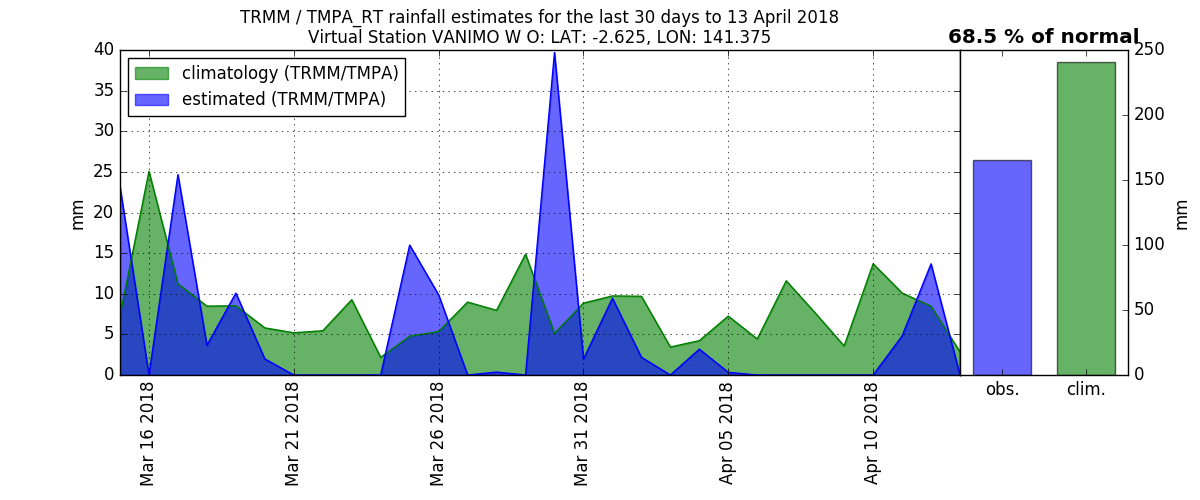 TRMM / TMPA_RT rainfall estimates for the last 30 days to 13 April 2018
Virtual Station VANIMO W O: LAT: -2.625, LON: 141.375
68.5 % of normal
climatology (TRMM/TMPA)
estimated (TRMM/TMPA)
40
35
30
25
20
15
10
5
0
mm
Mar 16 2018
Mar 21 2018
Mar 26 2018
Mar 31 2018
Apr 05 2018
Apr 10 2018
obs.
clim.
250
200
150
100
50
0
mm